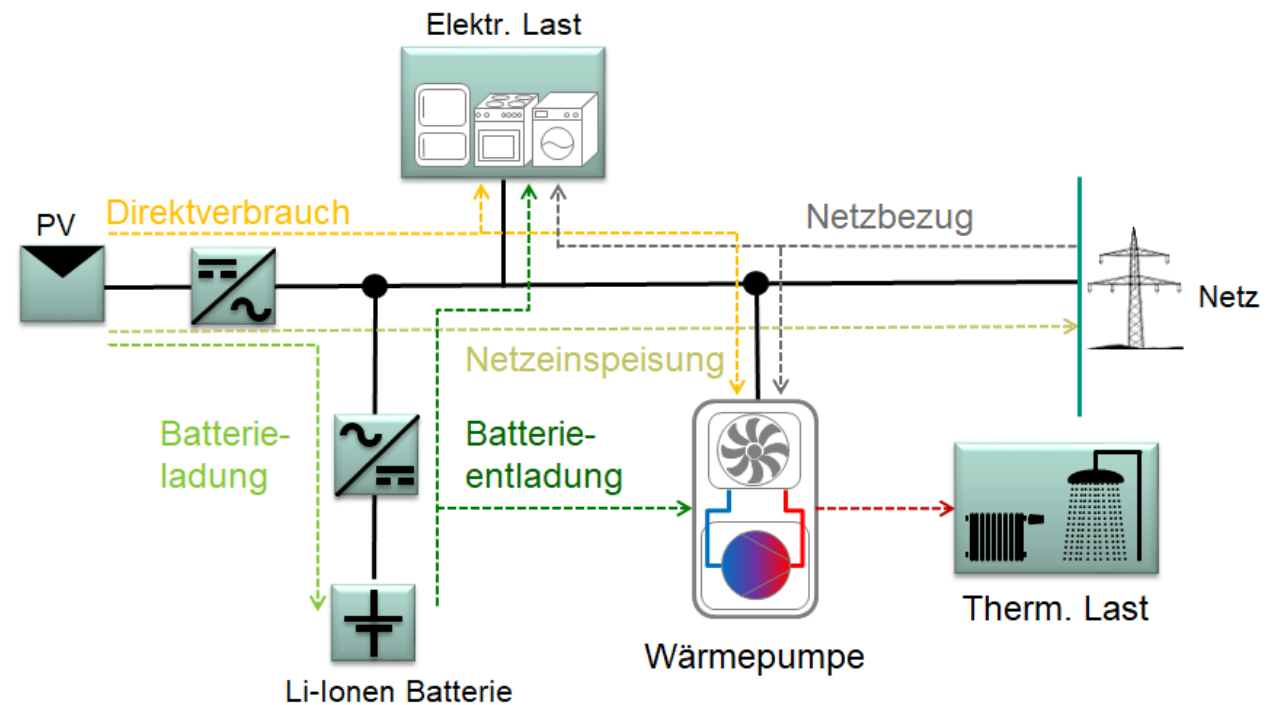 Elektr. Last
PV
Direktverbrauch
Netzbezug
Netz
Netzeinspeisung
Batterie-
ladung
Batterie-
entladung
Therm. Last
Wärmepumpe
Li-Ionen Batterie